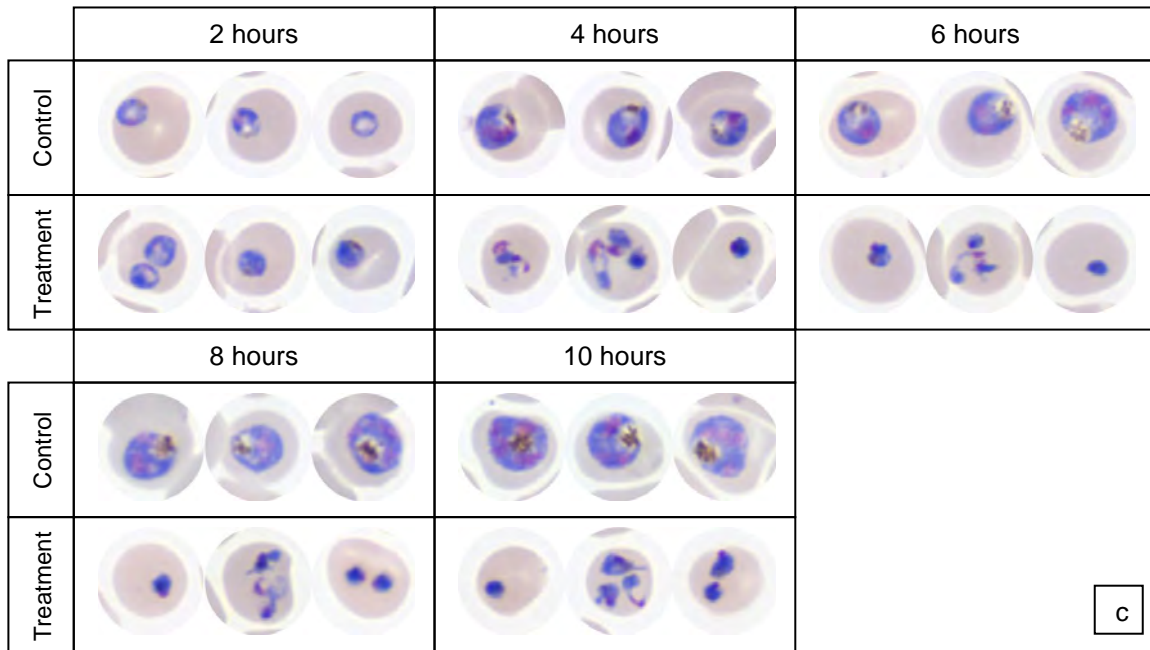 2 hours 4 hours 6 hours
Control
Treatment
8 hours 10 hours
Control
Treatment
c